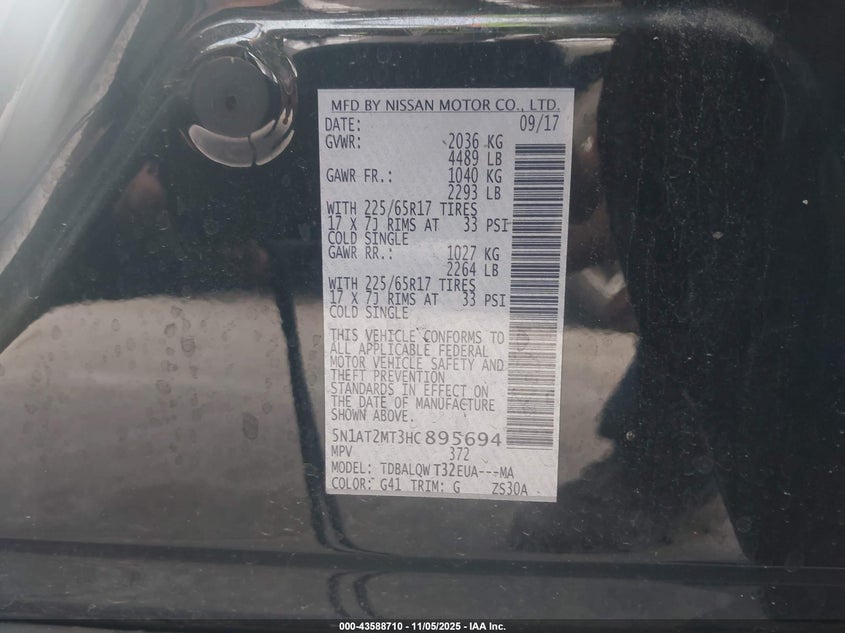 MFD BY NISSAN MOTOR CO., LTD.
DATE: 09/17
GVWR: 2036 KG
4489 LB
GAWR FR.: 1040 KG
2293 LB
WITH 225/65R17 TIRES
17 X 7J RIMS AT 33 PSI
COLD SINGLE
GAWR RR.: 1027 KG
2264 LB
WITH 225/65R17 TIRES
17 X 7J RIMS AT 33 PSI
COLD SINGLE
THIS VEHICLE CONFORMS TO
ALL APPLICABLE FEDERAL
MOTOR VEHICLE SAFETY AND
THEFT PREVENTION
STANDARDS IN EFFECT ON
THE DATE OF MANUFACTURE
SHOWN ABOVE.
5N1AT2MT3HC895694
MPV 372
MODEL: TDBALQW T32EUA---MA
COLOR: G41 TRIM: G ZS30A
000-43588710 - 11/05/2025 - IAA Inc.